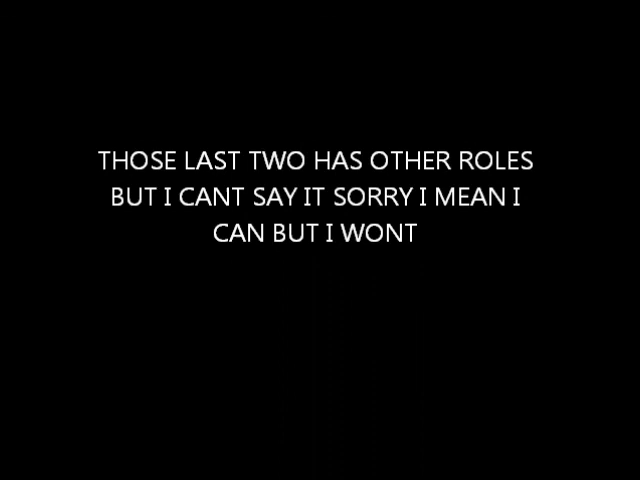 THOSE LAST TWO HAS OTHER ROLES
BUT I CANT SAY IT SORRY I MEAN I
CAN BUT I WONT